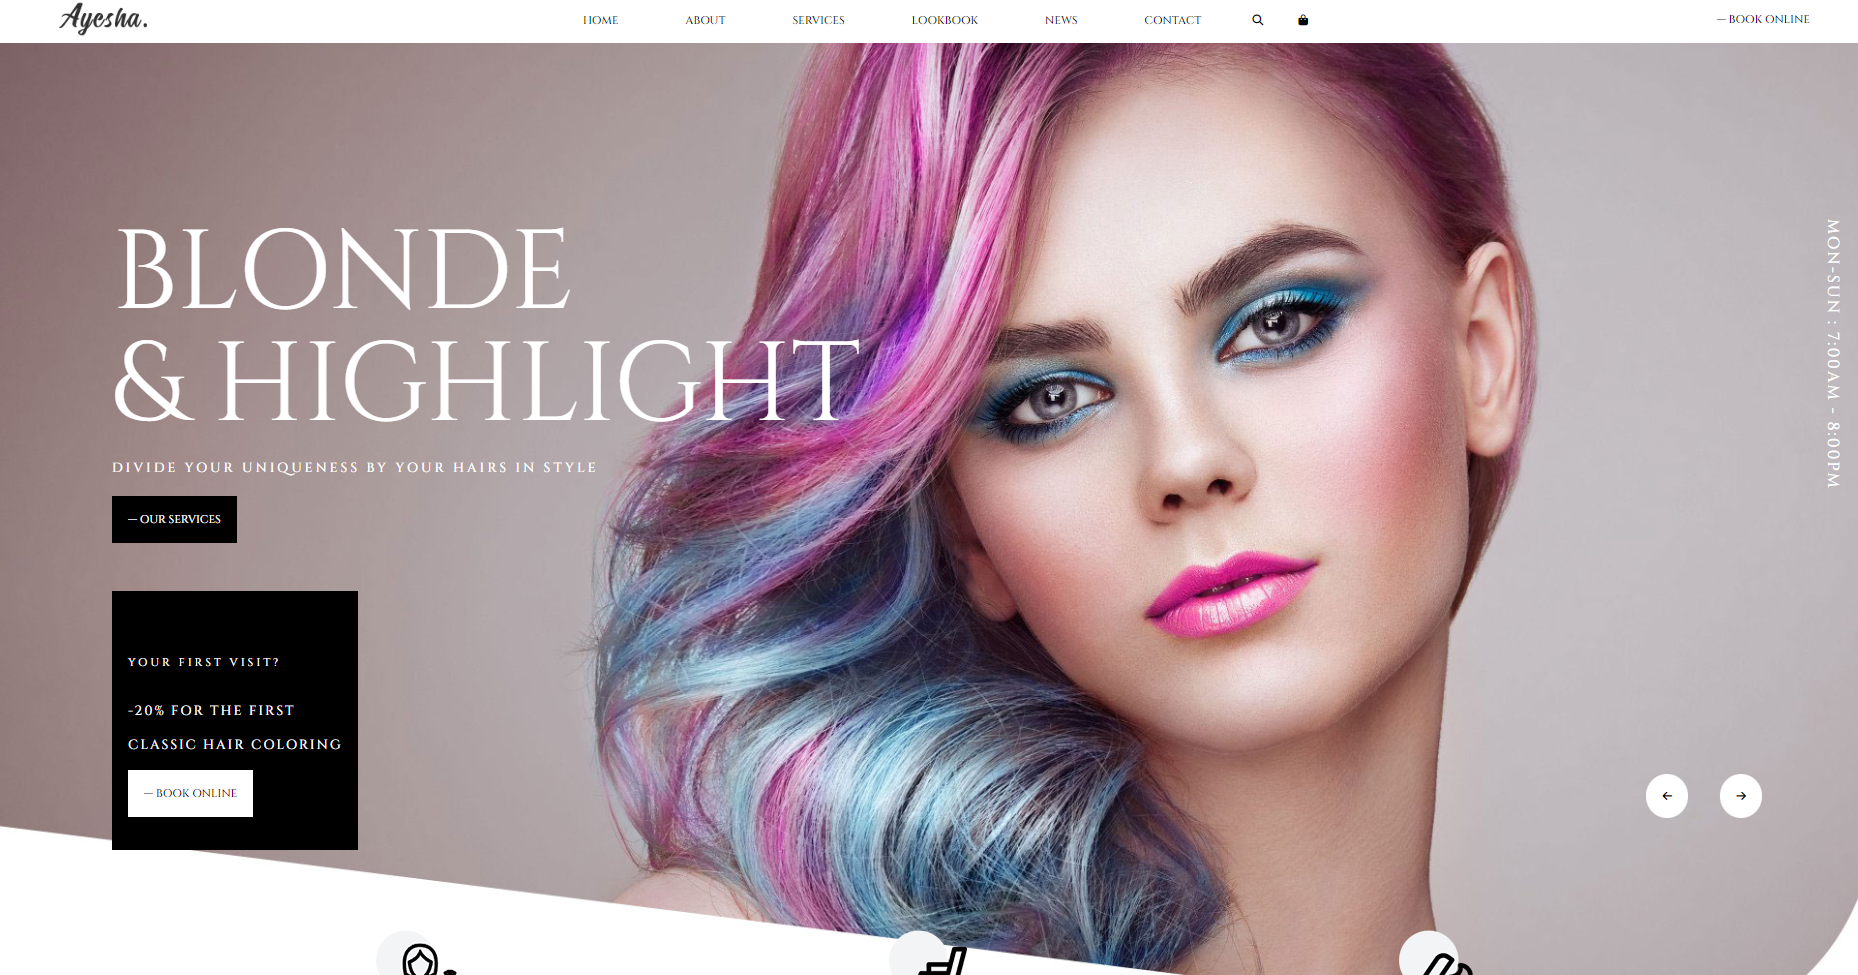 Ayesha.
HOME
ABOUT
SERVICES
LOOKBOOK
NEWS
CONTACT
— BOOK ONLINE
BLONDE
& HIGHLIGHT
DIVIDE YOUR UNIQUENESS BY YOUR HAIRS IN STYLE
— OUR SERVICES
YOUR FIRST VISIT?
-20% FOR THE FIRST
CLASSIC HAIR COLORING
— BOOK ONLINE
MON-SUN : 7:00AM - 8:00PM